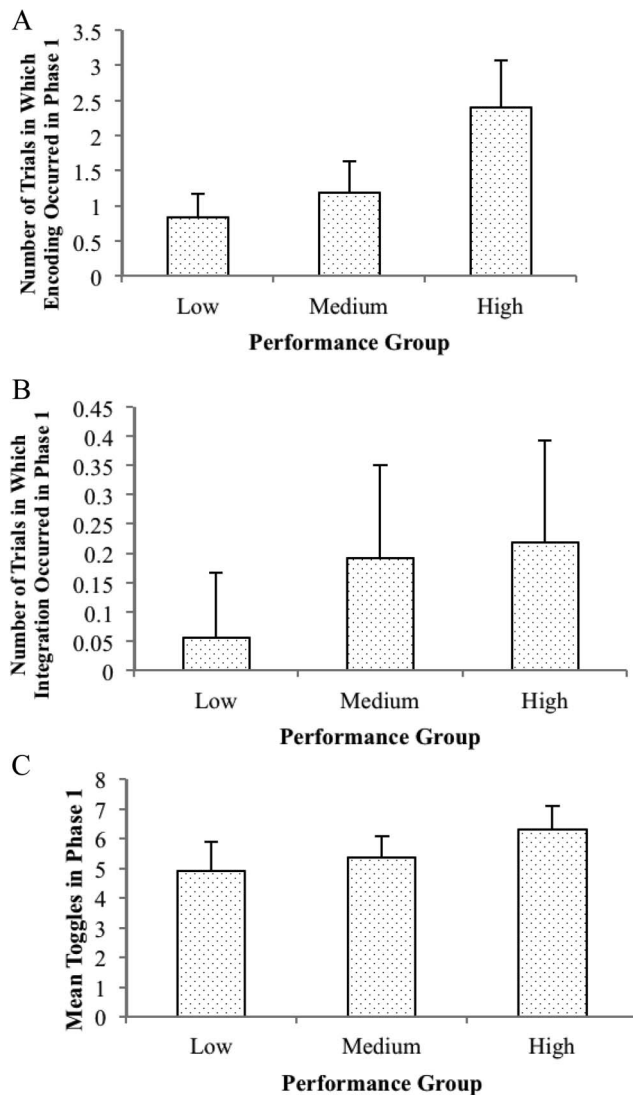 A
Number of Trials in Which
Encoding Occurred in Phase 1
3.5
3
2.5
2
1.5
1
0.5
0
Low Medium High
Performance Group
B
Number of Trials in Which
Integration Occurred in Phase 1
0.45
0.4
0.35
0.3
0.25
0.2
0.15
0.1
0.05
0
Low Medium High
Performance Group
C
Mean Toggles in Phase 1
8
7
6
5
4
3
2
1
0
Low Medium High
Performance Group